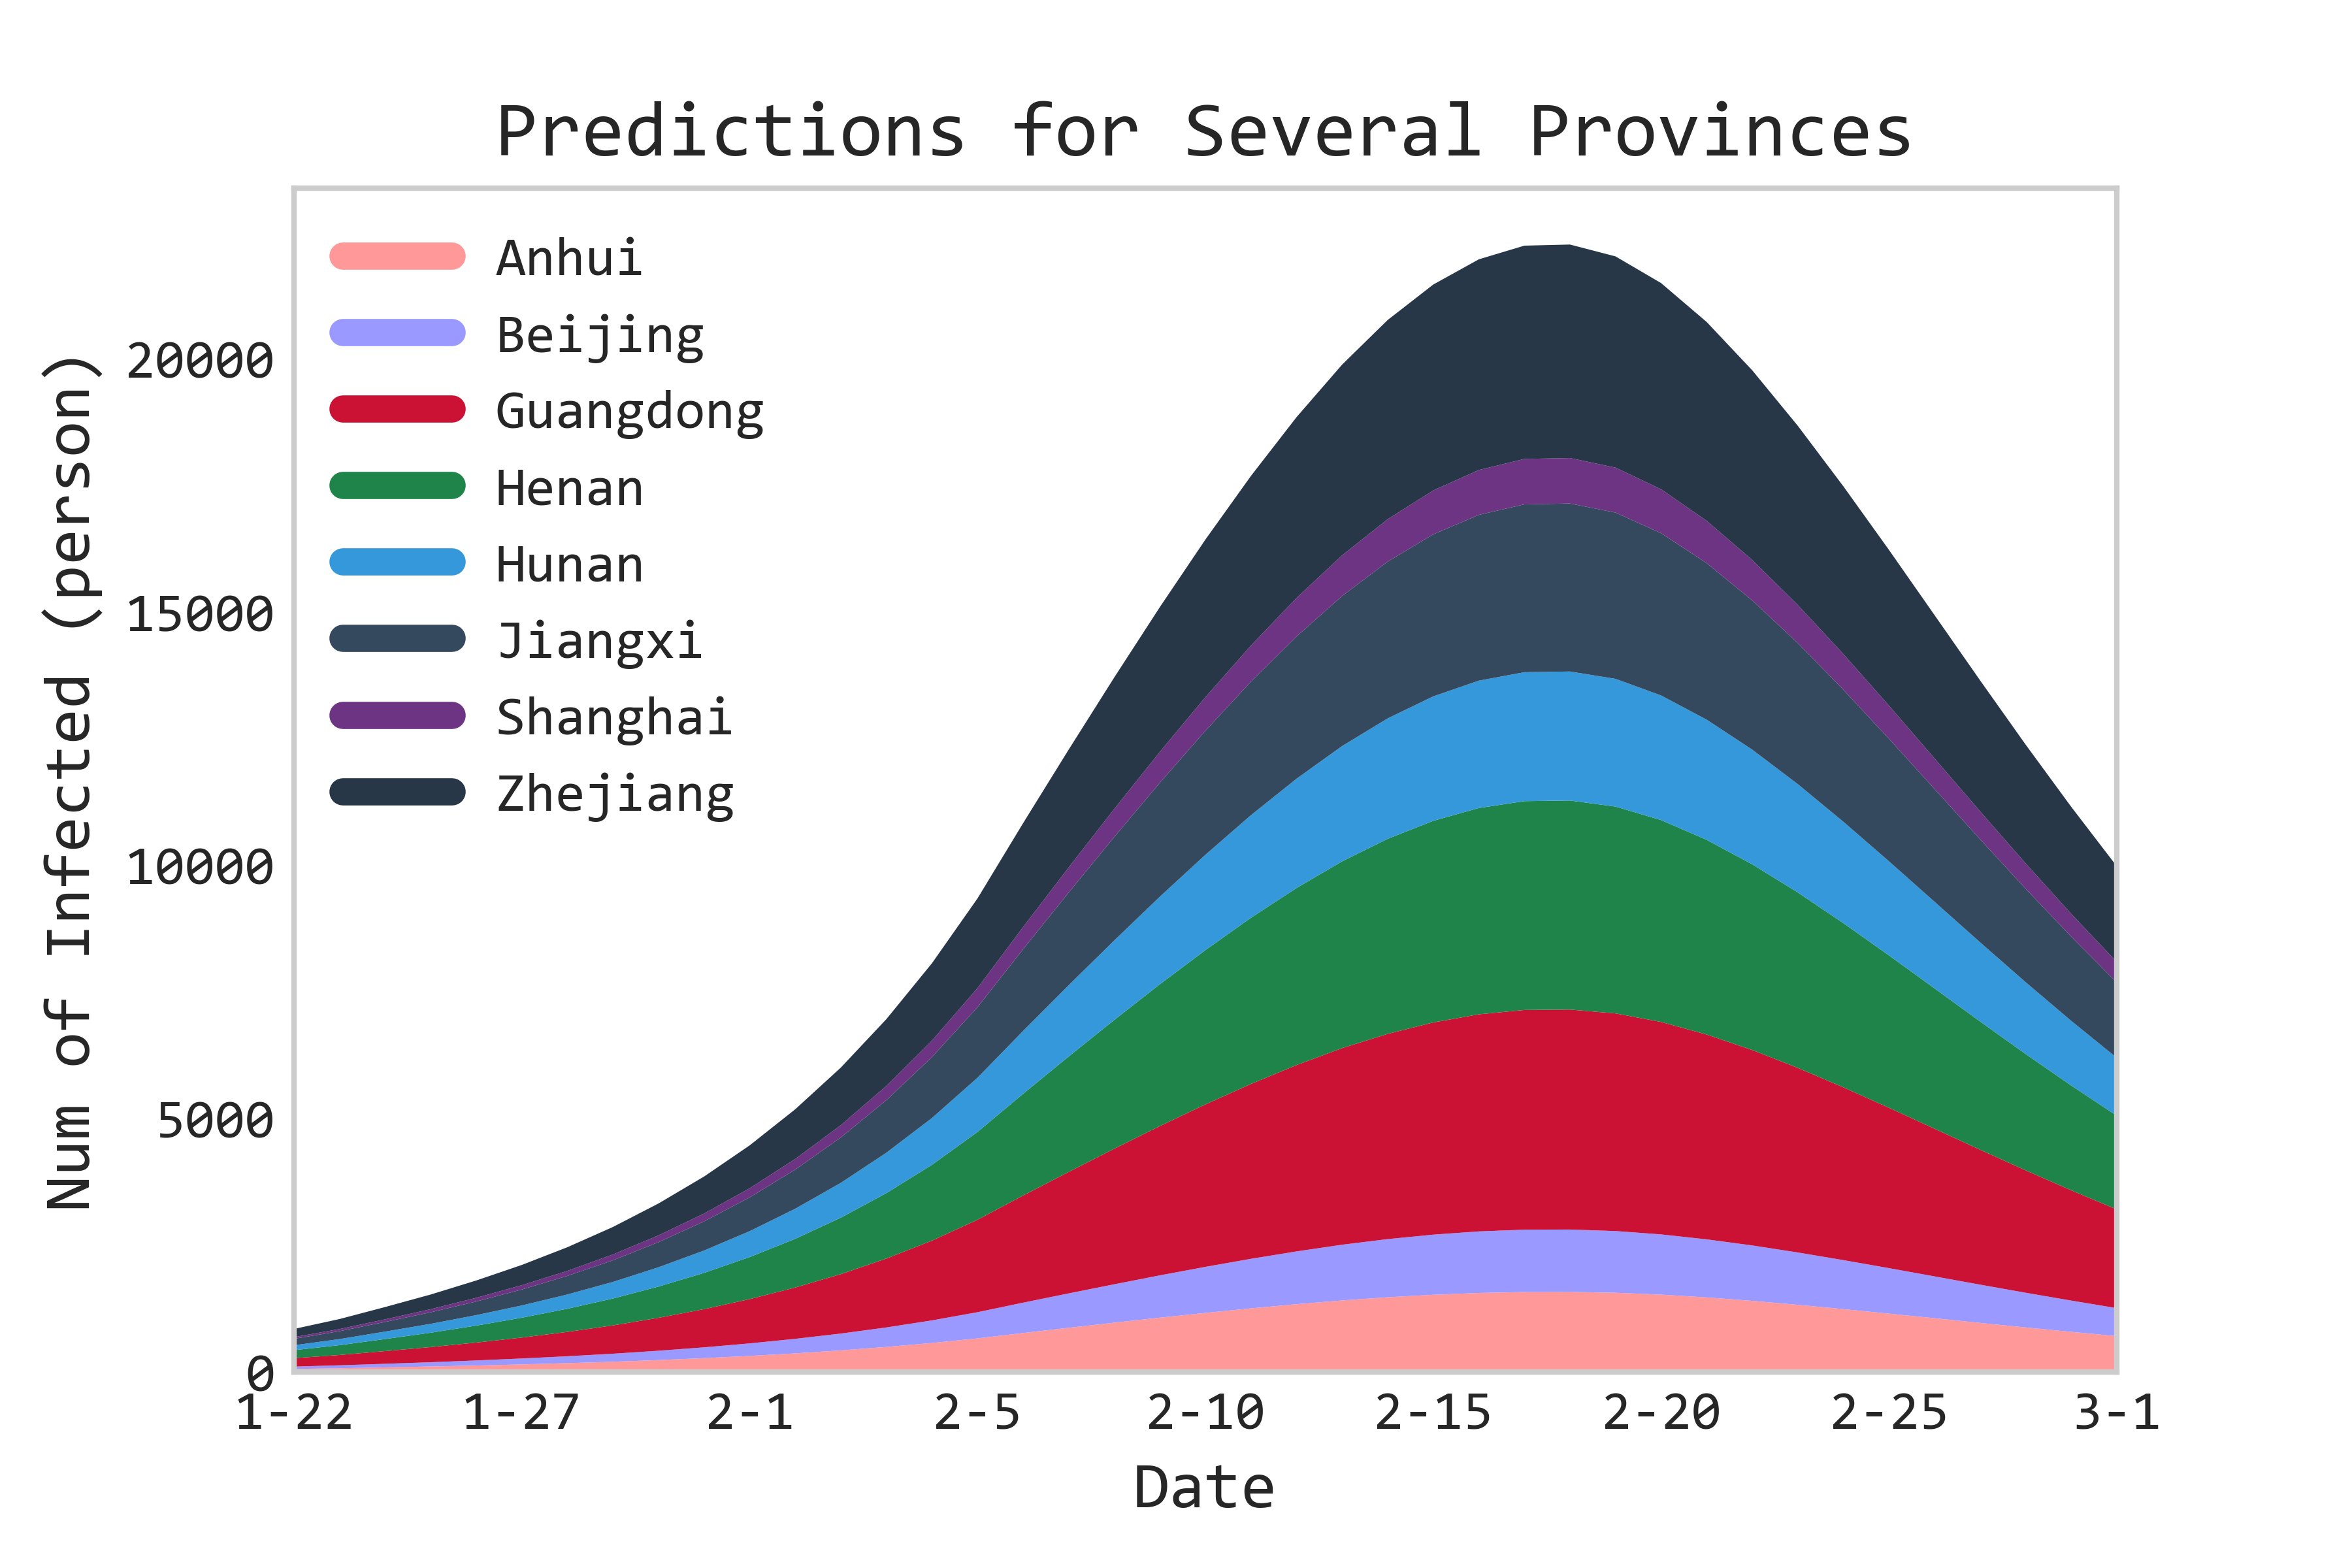 Predictions for Several Provinces
Anhui
Beijing
Guangdong
Henan
Hunan
Jiangxi
Shanghai
Zhejiang
Num of Infected (person)
20000
15000
10000
5000
0
1-22 1-27 2-1 2-5 2-10 2-15 2-20 2-25 3-1
Date